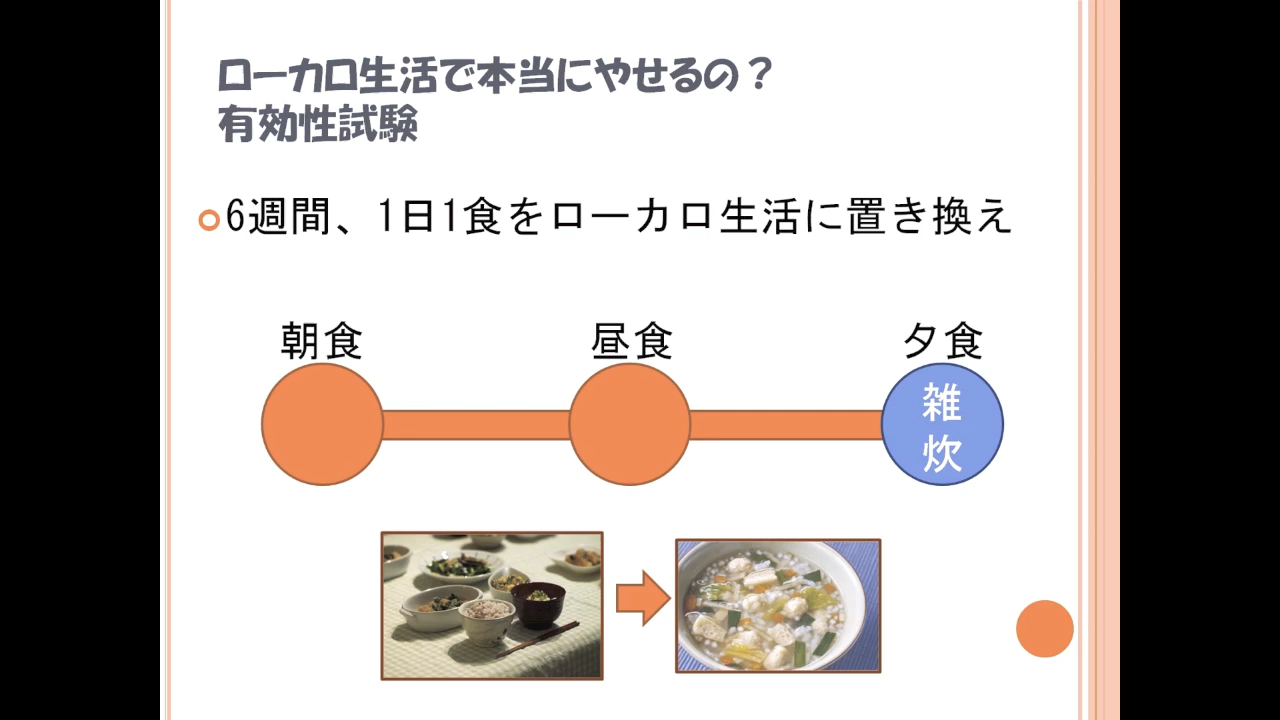 ローカロ生活で本当にやせるの？
有効性試験
6週間、1日1食をローカロ生活に置き換え
朝食
昼食
夕食
雑
炊